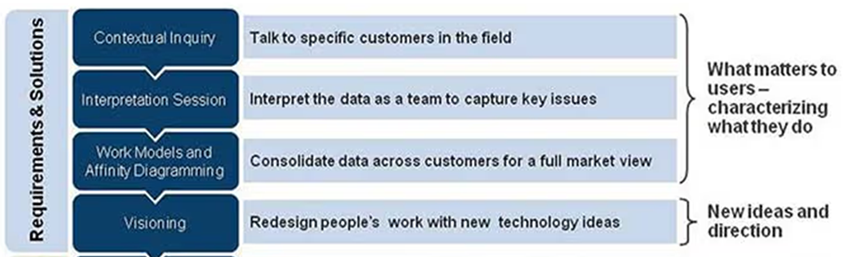 Requirements & Solutions
Contextual Inquiry
Talk to specific customers in the field
Interpretation Session
Interpret the data as a team to capture key issues
Work Models and
Affinity Diagramming
Consolidate data across customers for a full market view
What matters to
users –
characterizing
what they do
Visioning
Redesign people's work with new technology ideas
New ideas and
direction